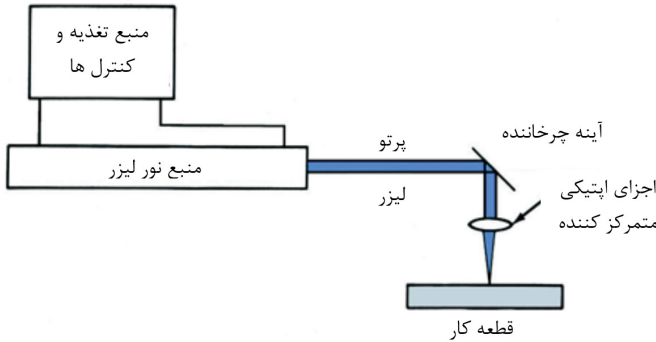 منبع تغذیه و
کنترل ها
منبع نور لیزر
پرتو
لیزر
آینه چرخاننده
اجزای اپتیکی
متمرکز کننده
قطعه کار